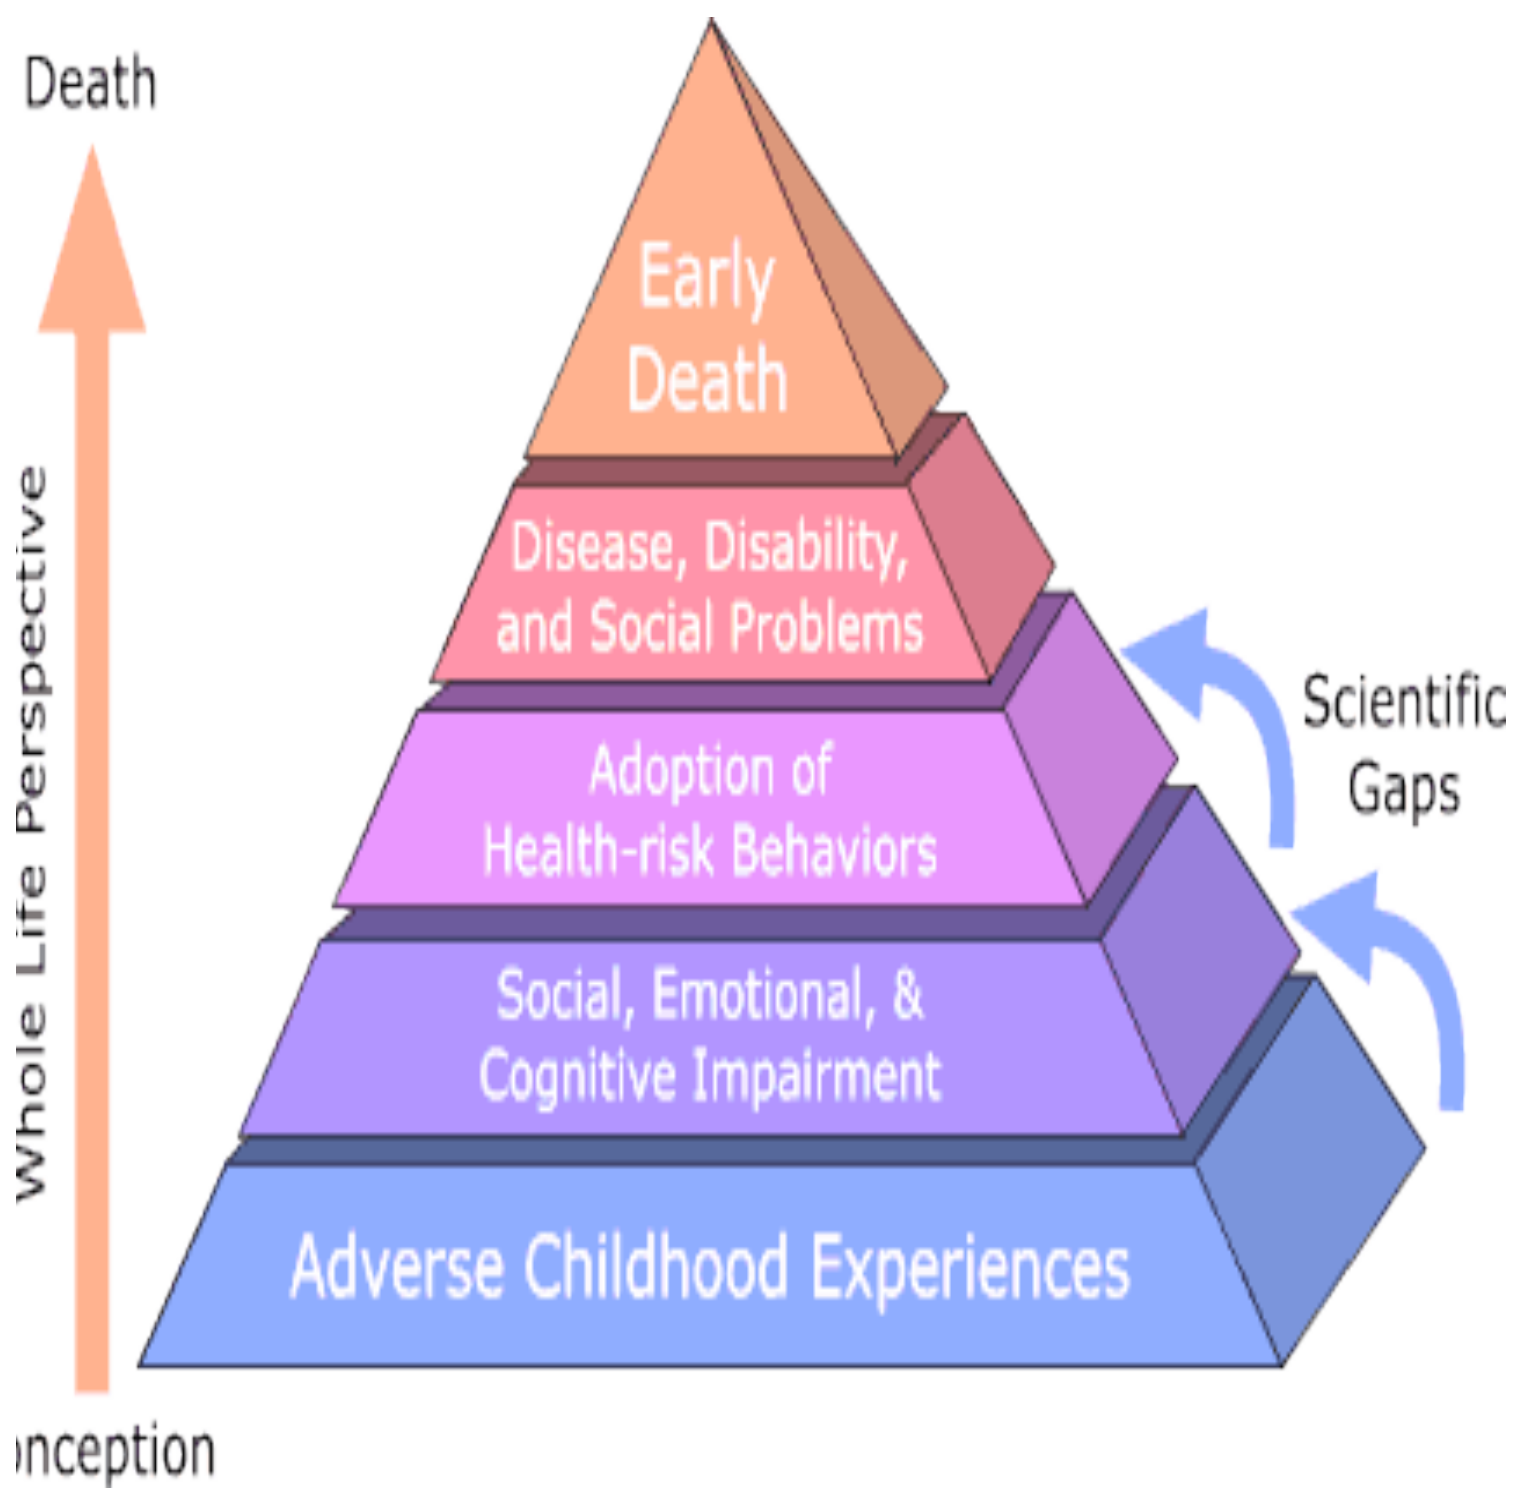 Death
Whole Life Perspective
onception
Early
Death
Disease, Disability,
and Social Problems
Adoption of
Health-risk Behaviors
Social, Emotional, &
Cognitive Impairment
Adverse Childhood Experiences
Scientific
Gaps